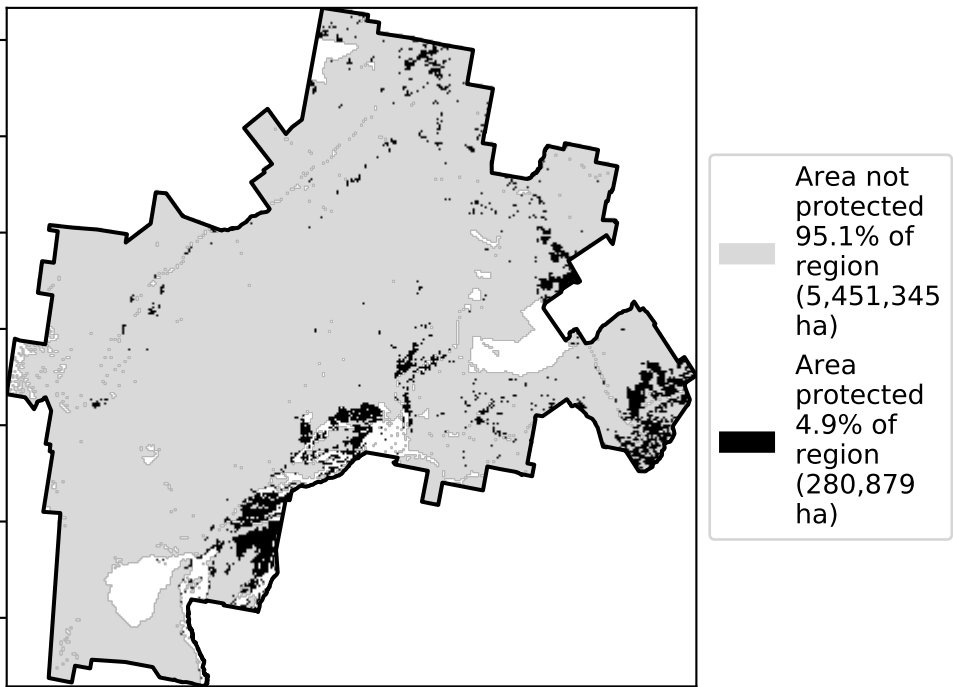 Area not
protected
95.1% of
region
(5,451,345
ha)
Area
protected
4.9% of
region
(280,879
ha)